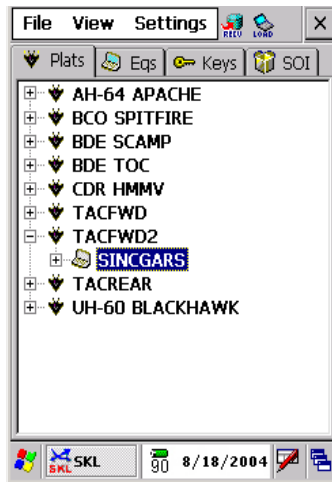 File View Settings RECV LOAD X
Plats Eqs Keys SOI
AH-64 APACHE
BCO SPITFIRE
BDE SCAMP
BDE TOC
CDR HMMV
TACFWD
TACFWD2
SINCGARS
TACREAR
UH-60 BLACKHAWK
SKL SKL 90 8/18/2004